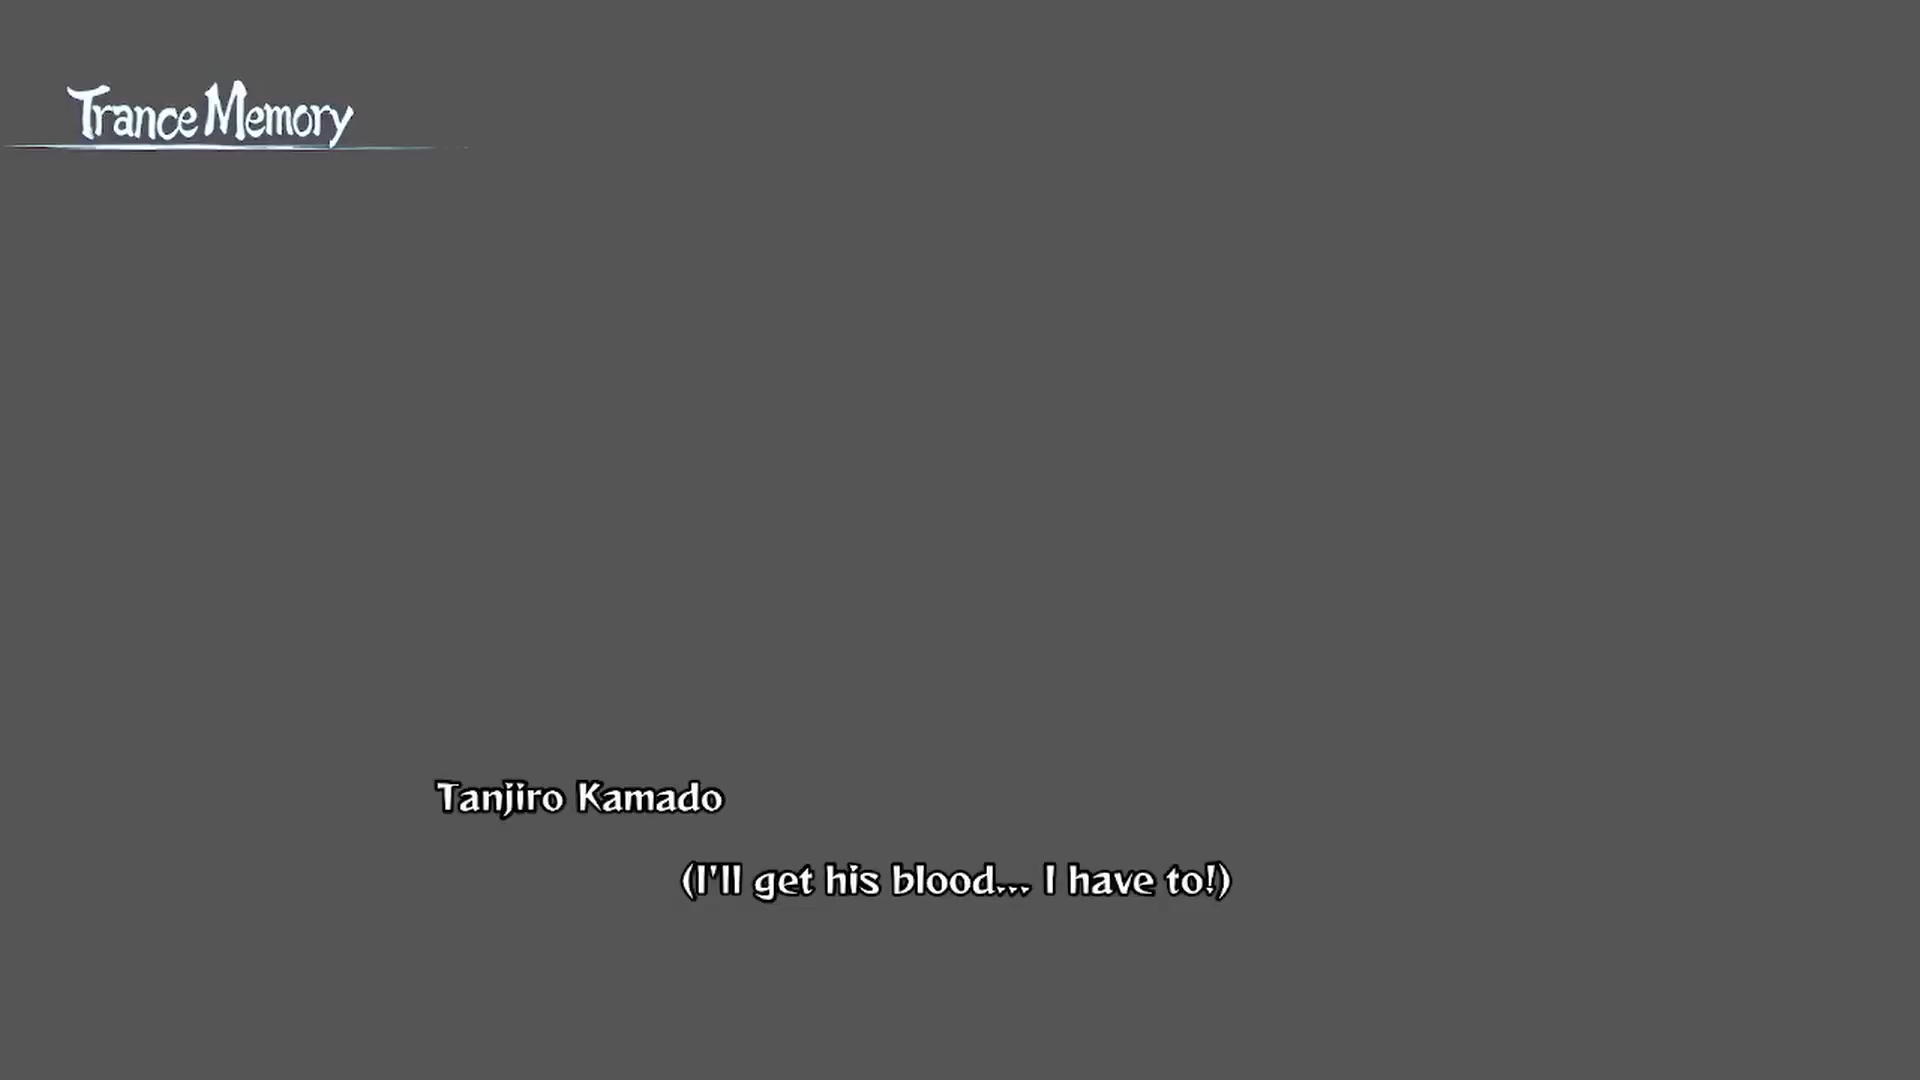 Trance Memory
Tanjiro Kamado
(I'll get his blood... I have to!)